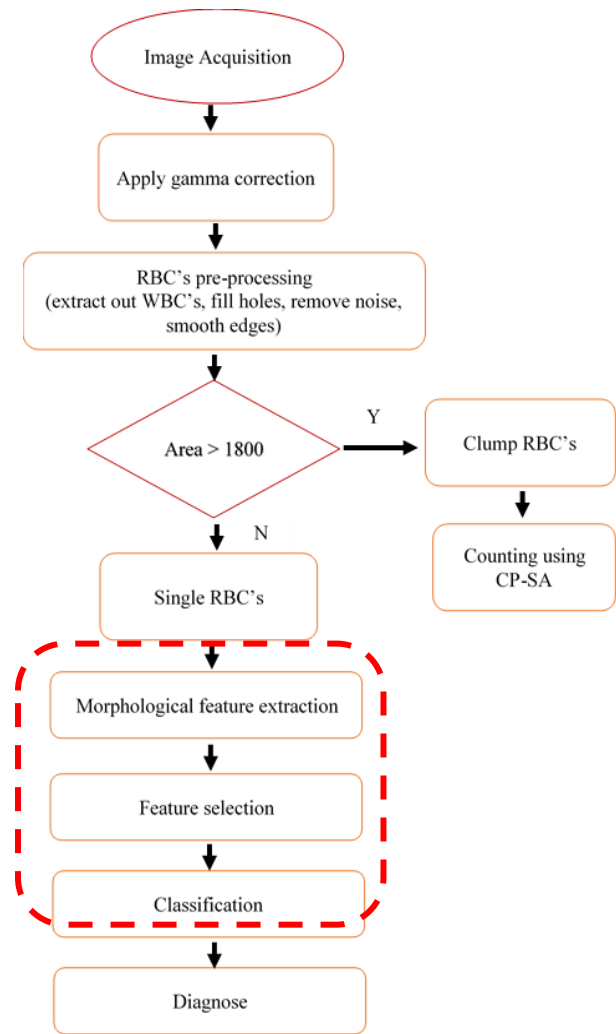 Image Acquisition
Apply gamma correction
RBC's pre-processing
(extract out WBC's, fill holes, remove noise,
smooth edges)
Area > 1800
Y
Clump RBC's
Counting using
CP-SA
N
Single RBC's
Morphological feature extraction
Feature selection
Classification
Diagnose